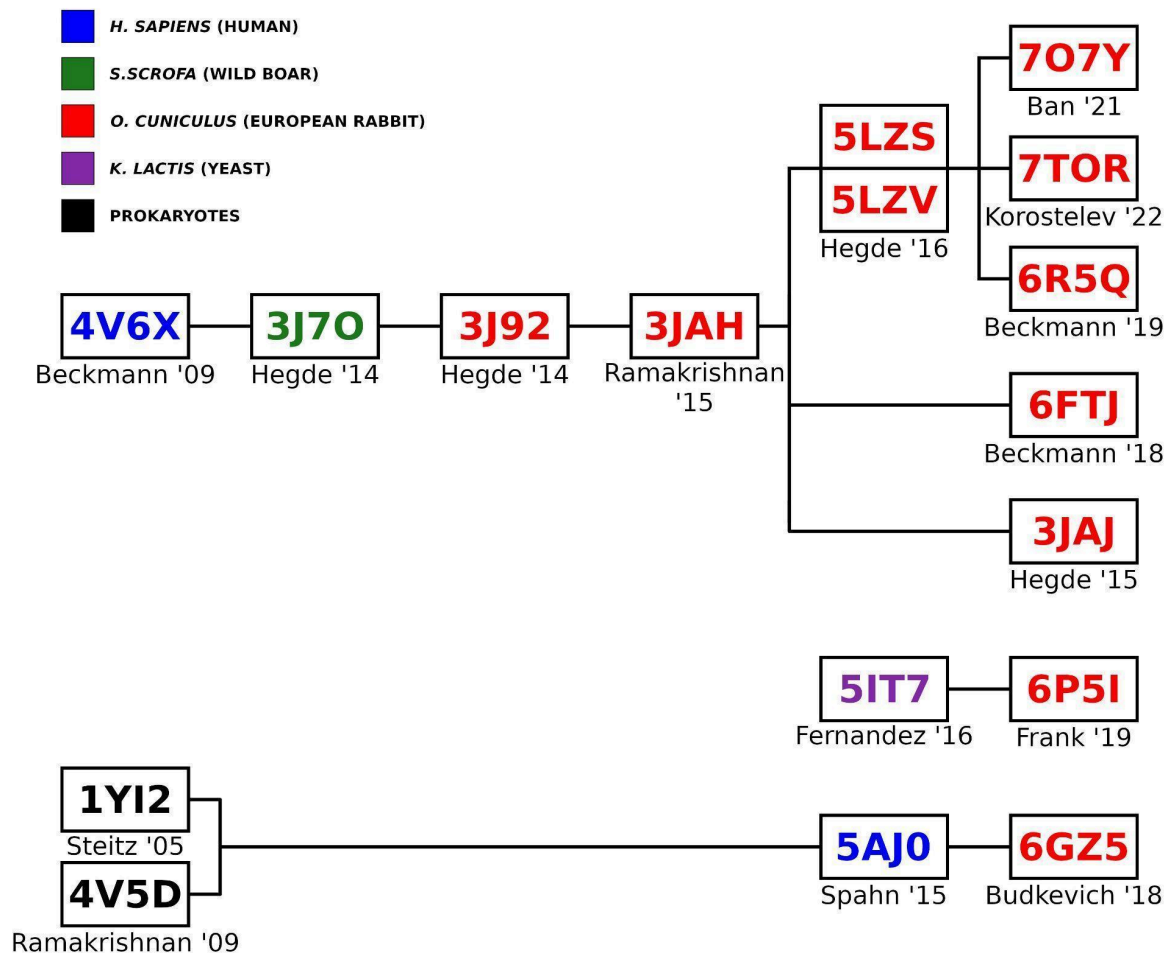 H. SAPIENS (HUMAN)
S.SCROFA (WILD BOAR)
O. CUNICULUS (EUROPEAN RABBIT)
K. LACTIS (YEAST)
PROKARYOTES
7O7Y
Ban '21
5LZS
5LZV
Hegde '16
7TOR
Korostelev '22
6R5Q
Beckmann '19
4V6X
Beckmann '09
3J7O
Hegde '14
3J92
Hegde '14
3JAH
Ramakrishnan
'15
6FTJ
Beckmann '18
3JAJ
Hegde '15
5IT7
Fernandez '16
6P5I
Frank '19
1YI2
Steitz '05
4V5D
Ramakrishnan '09
5AJ0
Spahn '15
6GZ5
Budkevich '18